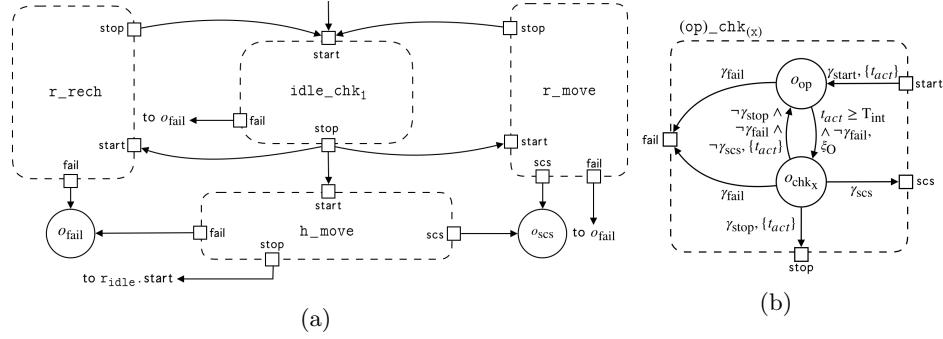 stop
start
stop
r_rech
idle_chk1
r_move
to ofail
fail
stop
start
start
fail
start
scs
fail
ofail
fail
h_move
scs
oscs
to ofail
stop
to ridle.start
(a)
(op)_chk(x)
γfail
oop
γstart, {tact}
start
¬γstop ∧
¬γfail ∧
¬γscs, {tact}
tact ≥ Tint
∧ ¬γfail,
ξO
fail
γfail
ochkx
γscs
scs
γstop, {tact}
stop
(b)